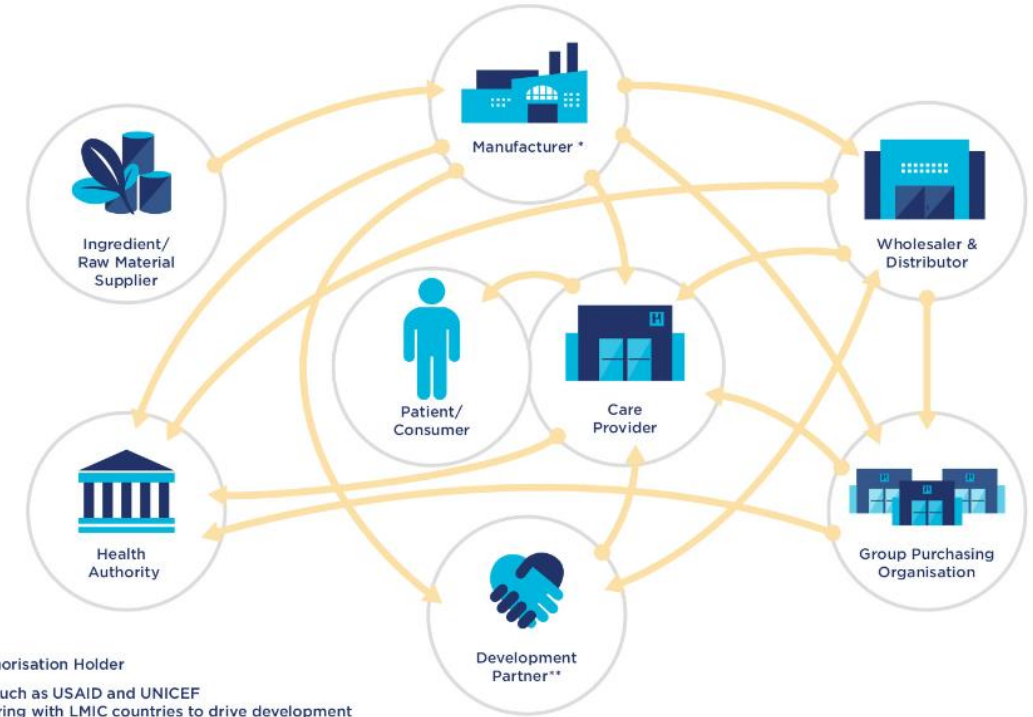 Manufacturer *
Ingredient/
Raw Material
Supplier
Wholesaler &
Distributor
Patient/
Consumer
H
Care
Provider
Health
Authority
H
H
H
Group Purchasing
Organisation
Development
Partner**
orisation Holder
such as USAID and UNICEF
ring with LMIC countries to drive development